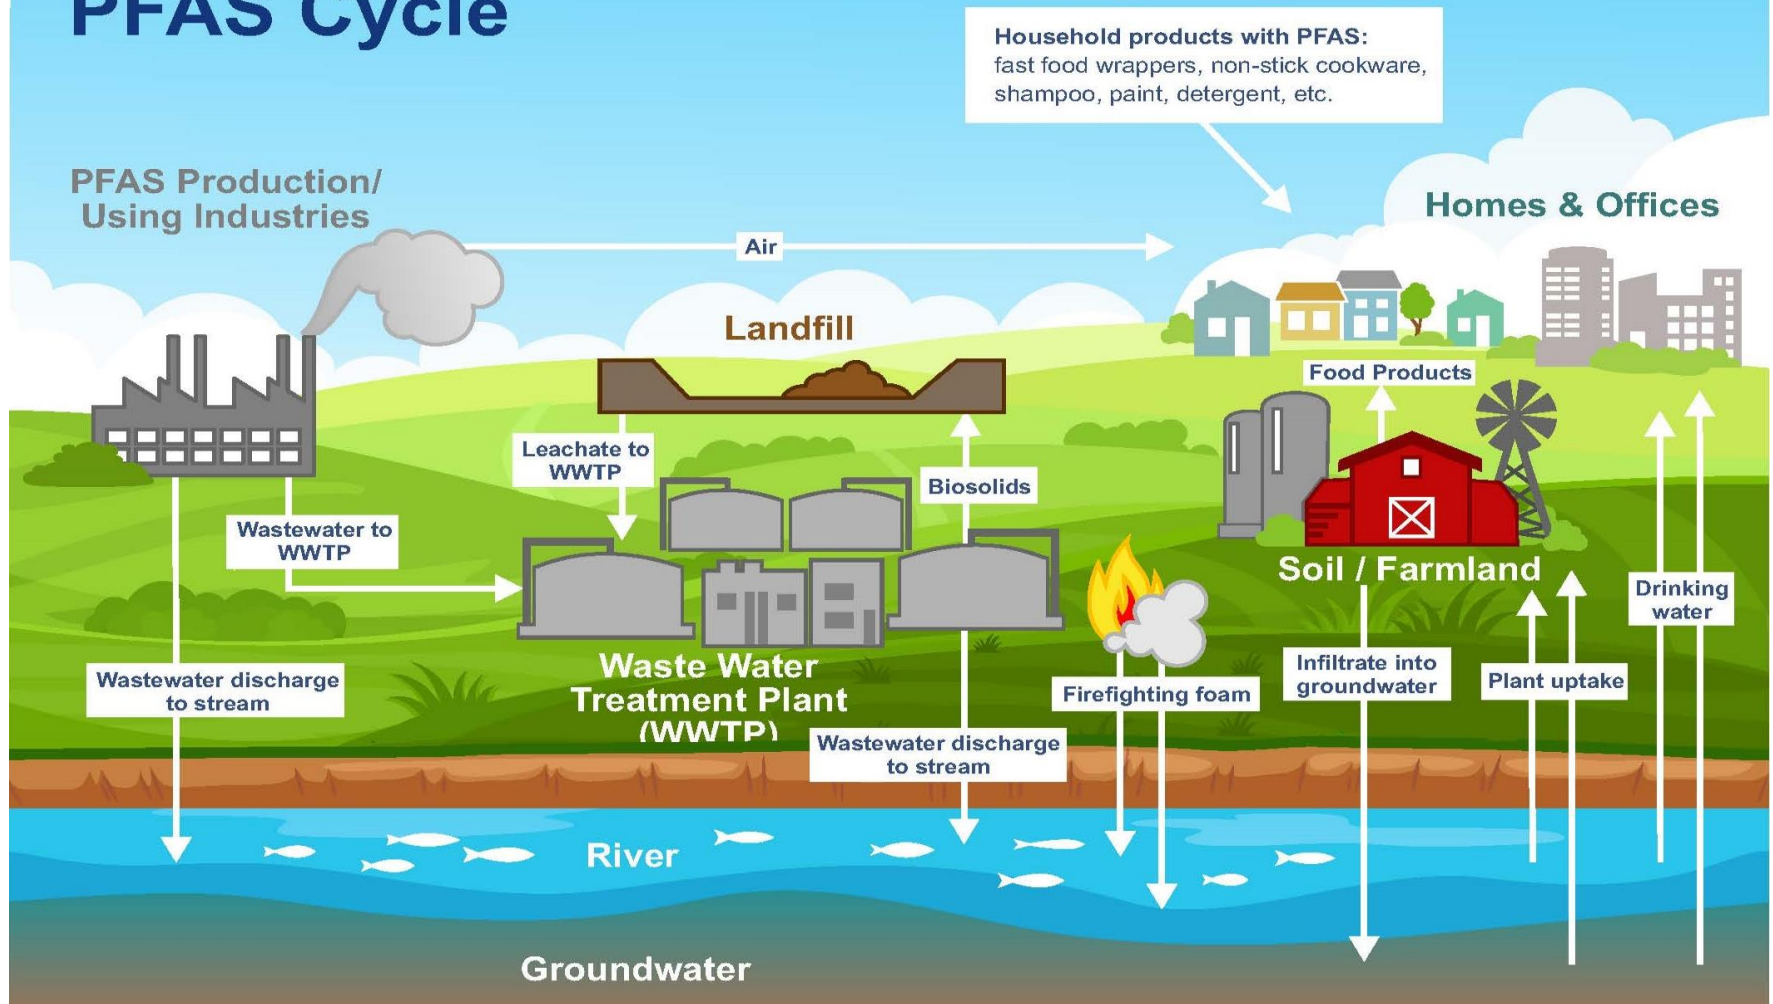 PFAS Cycle
Household products with PFAS:
fast food wrappers, non-stick cookware,
shampoo, paint, detergent, etc.
PFAS Production/
Using Industries
Homes & Offices
Air
Landfill
Food Products
Leachate to
WWTP
Biosolids
Wastewater to
WWTP
Soil / Farmland
Drinking
water
Waste Water
Treatment Plant
(WWTP)
Infiltrate into
groundwater
Plant uptake
Wastewater discharge
to stream
Firefighting foam
Wastewater discharge
to stream
River
Groundwater